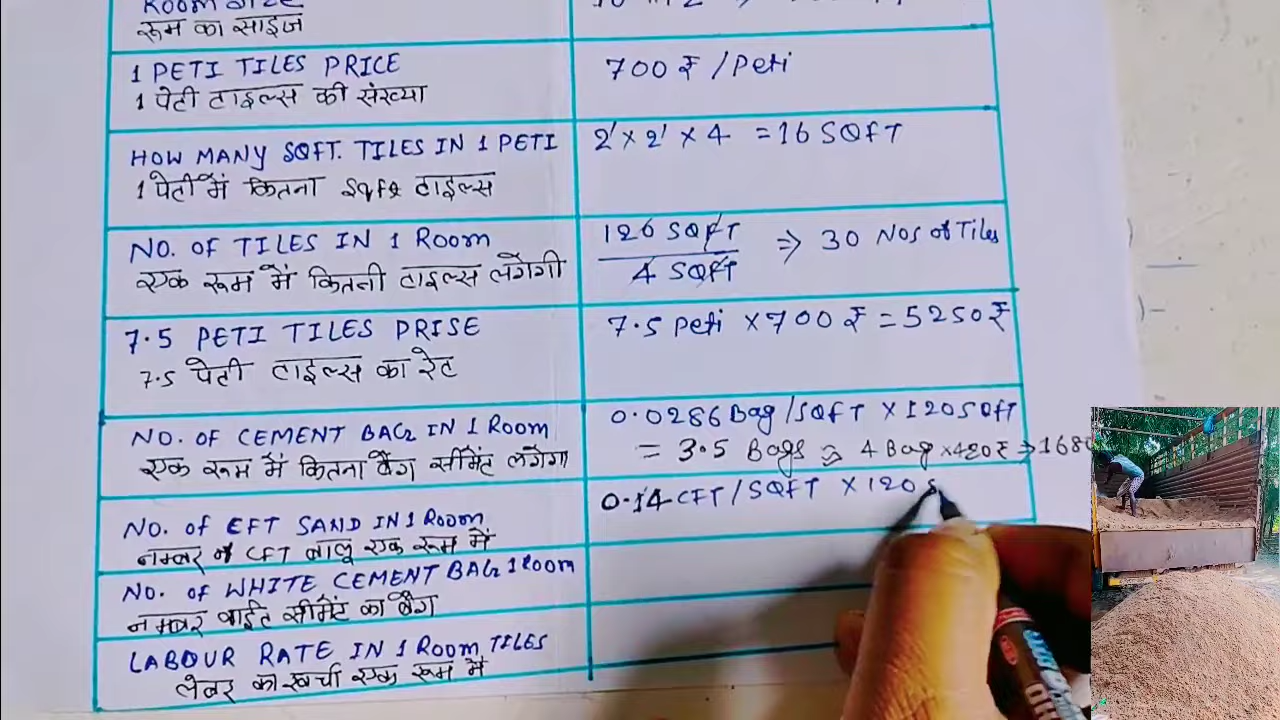 ROOM SIZE
रूम का साइज
1 PETI TILES PRICE
1 पेटी टाइल्स की संख्या
700 ₹ /Peti
HOW MANY SQFT. TILES IN 1 PETI
1 पेटी में कितना Sqft टाइल्स
2' × 2' × 4 = 16 SQFT
NO. OF TILES IN 1 ROOM
एक रूम में कितनी टाइल्स लगेगी
120 SQFT
4 SQFT
⇒ 30 Nos of Tiles
7.5 PETI TILES PRISE
7.5 पेटी टाइल्स का रेट
7.5 Peti × 700 ₹ = 5250 ₹
NO. OF CEMENT BAG IN 1 ROOM
एक रूम में कितना बैग सीमेंट लगेगा
0.0286 Bag/SQFT × 120 SQFT
= 3.5 Bags ≈ 4 Bag × 420 ₹ ⇒ 1680
NO. OF CFT SAND IN 1 ROOM
नम्बर of CFT बालू एक रूम में
0.14 CFT/SQFT × 120 S
NO. OF WHITE CEMENT BAG 1 ROOM
नम्बर वाईट सीमेंट का बैग
LABOUR RATE IN 1 ROOM TILES
लेबर का खर्चा एक रूम में